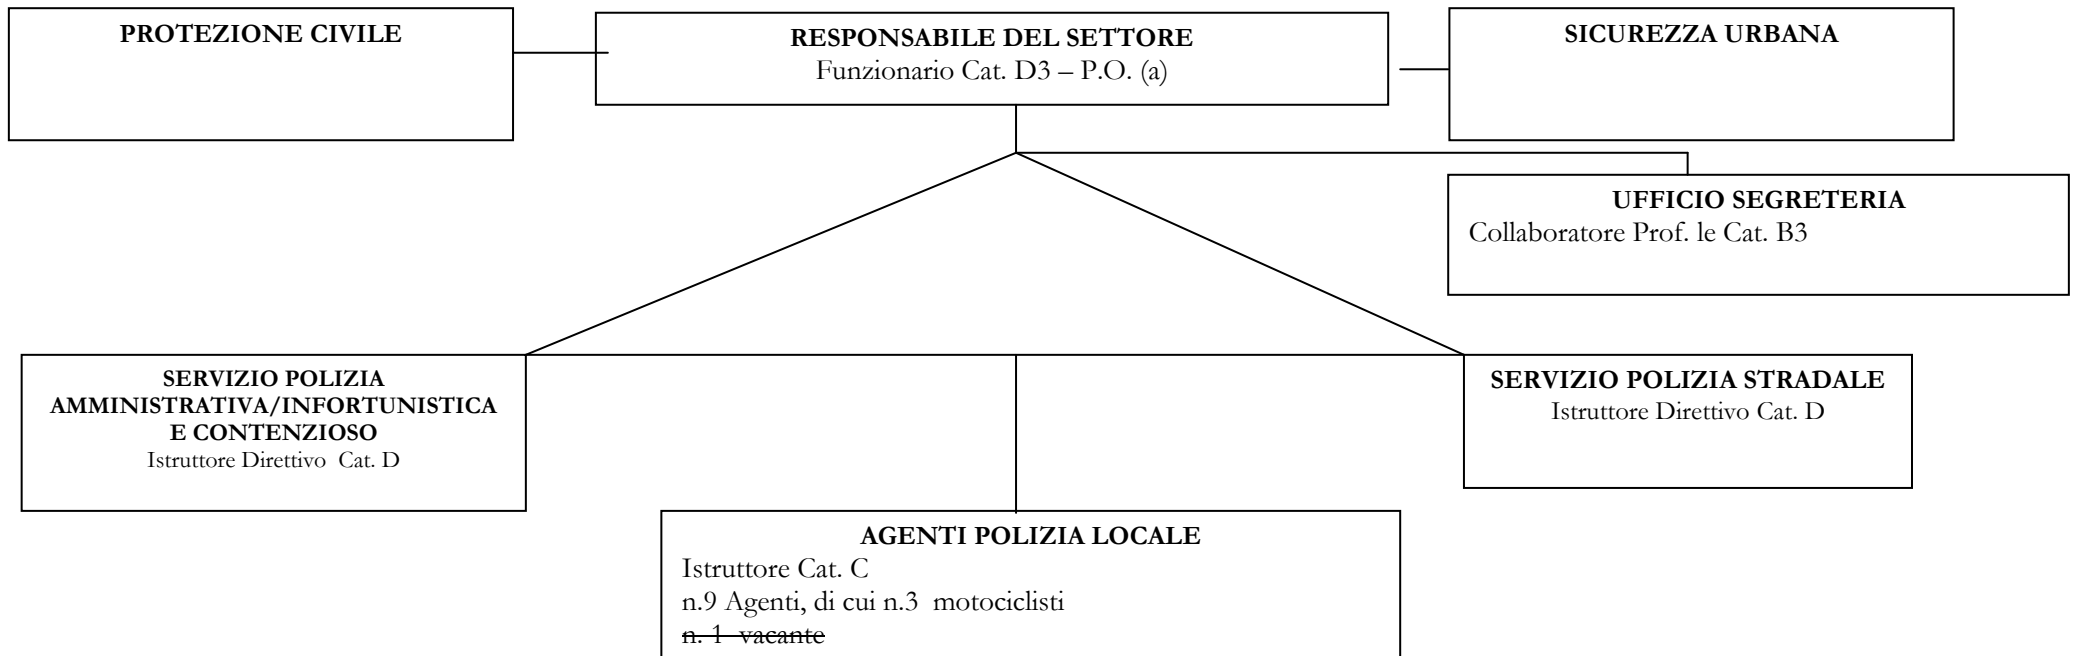 PROTEZIONE CIVILE
RESPONSABILE DEL SETTORE
Funzionario Cat. D3 – P.O. (a)
SICUREZZA URBANA
UFFICIO SEGRETERIA
Collaboratore Prof. le Cat. B3
SERVIZIO POLIZIA
AMMINISTRATIVA/INFORTUNISTICA
E CONTENZIOSO
Istruttore Direttivo  Cat. D
SERVIZIO POLIZIA STRADALE
Istruttore Direttivo Cat. D
AGENTI POLIZIA LOCALE
Istruttore Cat. C
n.9 Agenti, di cui n.3  motociclisti
n. 1  vacante